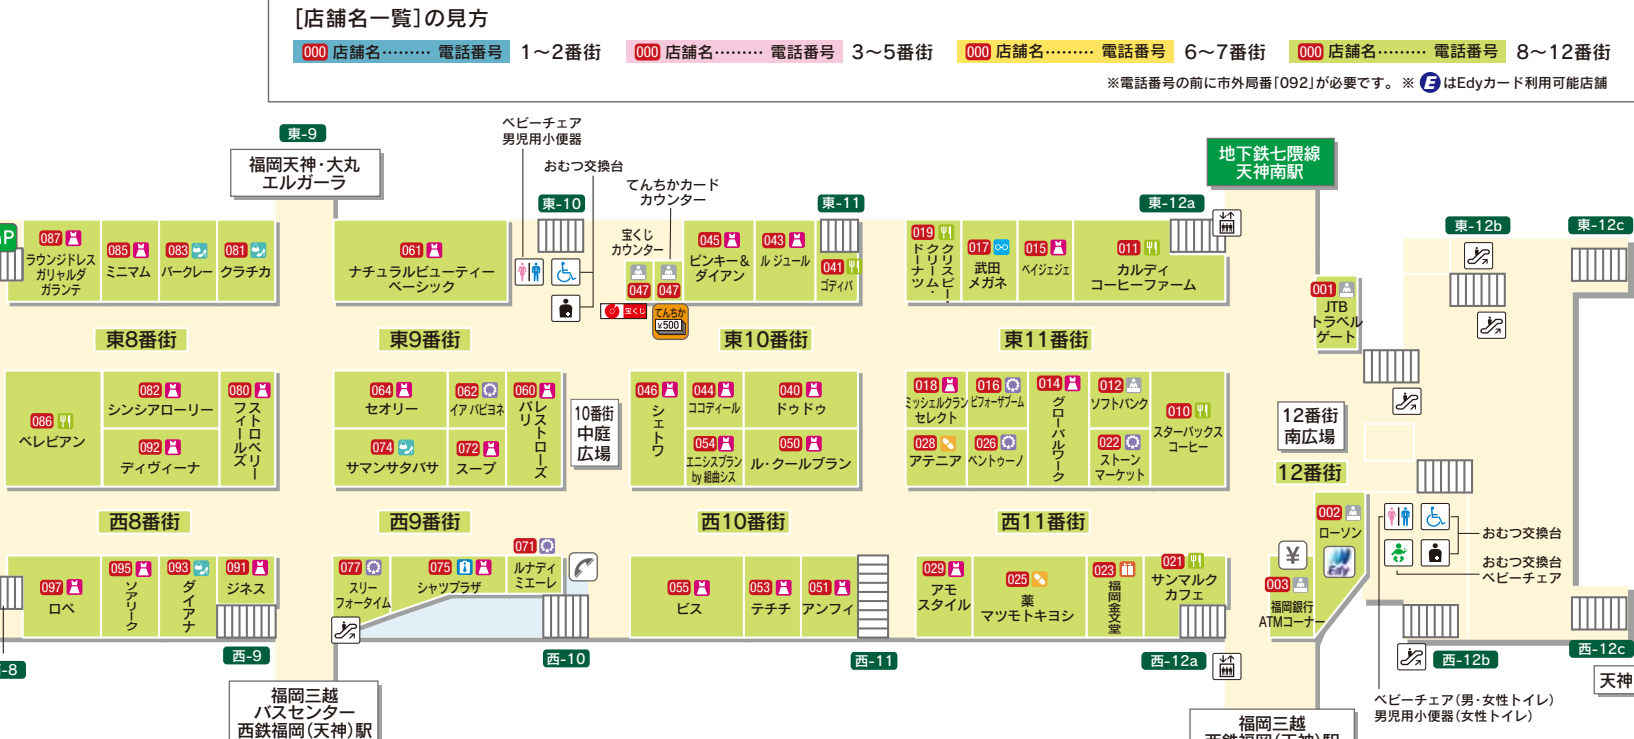 [店舗名一覧]の見方
000 店舗名……… 電話番号 1～2番街
000 店舗名……… 電話番号 3～5番街
000 店舗名……… 電話番号 6～7番街
000 店舗名……… 電話番号 8～12番街
※電話番号の前に市外局番「092」が必要です。 ※ E はEdyカード利用可能店舗
東-9
福岡天神・大丸
エルガーラ
ベビーチェア
男児用小便器
おむつ交換台
てんちかカード
カウンター
宝くじ
カウンター
東-10
東-11
地下鉄七隈線
天神南駅
東-12a
東-12b
東-12c
P
087
ラウンジドレス
ガリャルダ
ガランテ
085
ミニマム
083
バークレー
081
クラチカ
061
ナチュラルビューティー
ベーシック
047
宝くじ
047
てんちか
¥500
045
ピンキー&
ダイアン
043
ル ジュール
041
ゴディバ
019
クリスピー・
クリーム・
ドーナツ
017
武田
メガネ
015
ベイジェジェ
011
カルディ
コーヒーファーム
001
JTB
トラベル
ゲート
東8番街
東9番街
東10番街
東11番街
086
ベレビアン
082
シンシアローリー
092
ディヴィーナ
080
ストロベリー
フィールズ
064
セオリー
062
イア パピヨネ
060
レストローズ
パリ
074
サマンサタバサ
072
スープ
10番街
中庭
広場
046
シェトワ
044
ココディール
040
ドゥドゥ
054
エニシスプラン
by 組曲シス
050
ル・クールブラン
018
ミッシェルクラン
セレクト
016
ビフォーザブーム
014
グローバルワーク
012
ソフトバンク
010
スターバックス
コーヒー
028
アテニア
026
ベントゥーノ
022
ストーン
マーケット
12番街
南広場
12番街
西8番街
西9番街
西10番街
西11番街
097
ロペ
095
ソアリーク
093
ダイアナ
091
ジネス
077
スリー
フォータイム
075
シャツプラザ
071
ルナディ
ミエーレ
055
ビス
053
テチチ
051
アンフィ
029
アモ
スタイル
025
薬
マツモトキヨシ
023
福岡金文堂
021
サンマルク
カフェ
002
ローソン
Edy
¥
003
福岡銀行
ATMコーナー
おむつ交換台
おむつ交換台
ベビーチェア
-8
西-9
西-10
西-11
西-12a
西-12b
西-12c
天神
ベビーチェア(男・女性トイレ)
男児用小便器(女性トイレ)
福岡三越
バスセンター
西鉄福岡(天神)駅
福岡三越
西鉄福岡(天神)駅